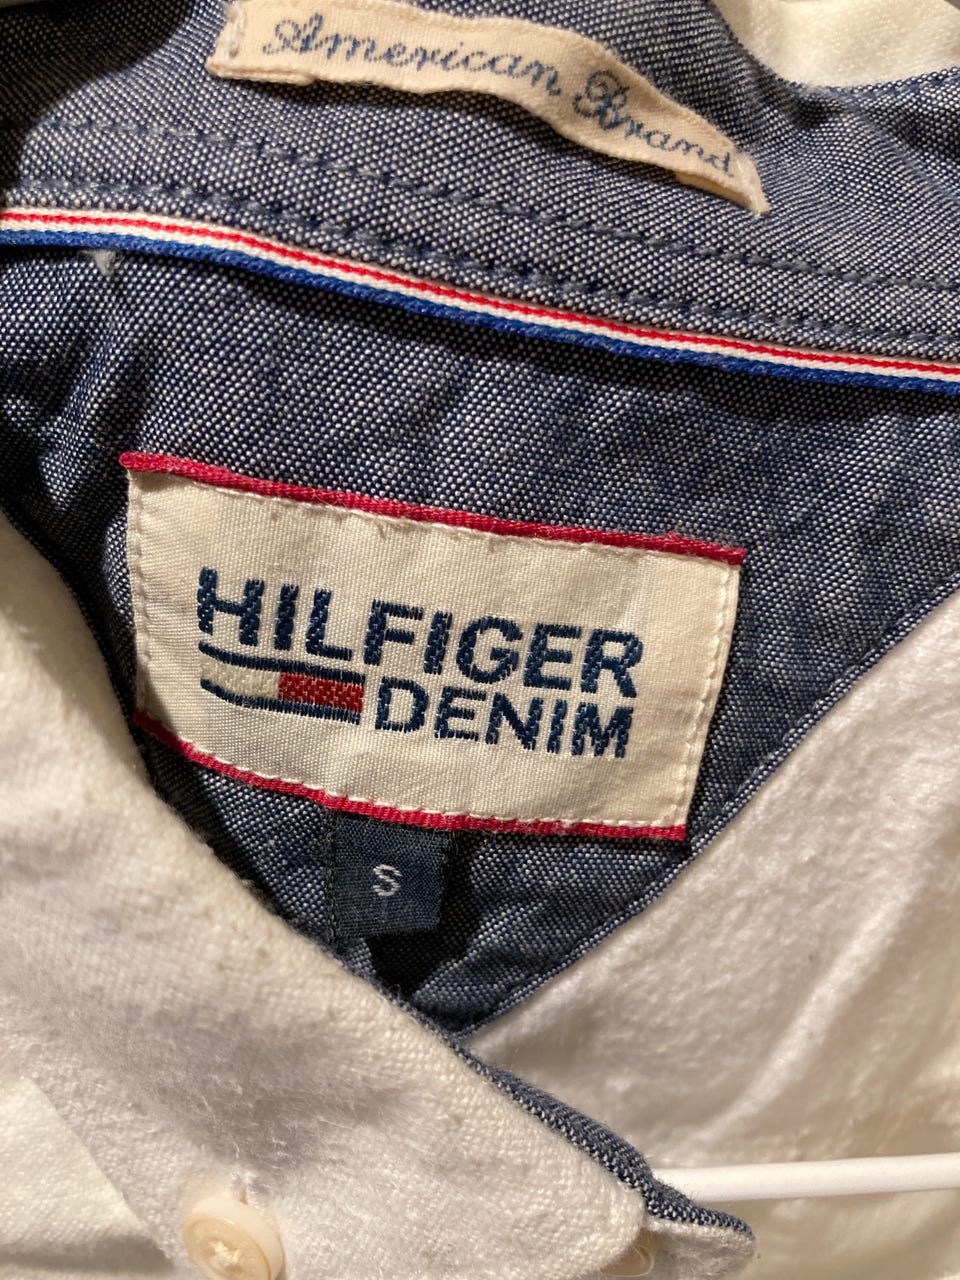 American Brand
HILFIGER
DENIM
S